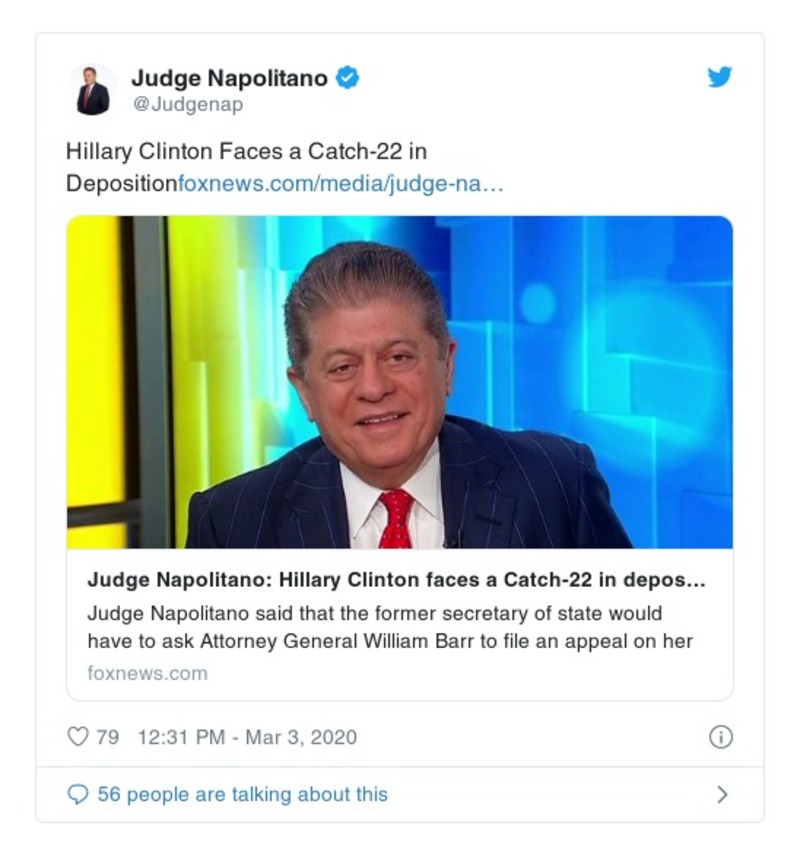 Judge Napolitano
@Judgenap
Hillary Clinton Faces a Catch-22 in
Depositionfoxnews.com/media/judge-na…
Judge Napolitano: Hillary Clinton faces a Catch-22 in depos…
Judge Napolitano said that the former secretary of state would
have to ask Attorney General William Barr to file an appeal on her
foxnews.com
79 12:31 PM - Mar 3, 2020
56 people are talking about this